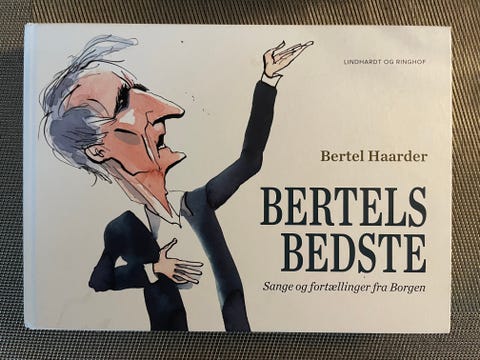 LINDHARDT OG RINGHOF
Bertel Haarder
BERTELS
BEDSTE
Sange og fortællinger fra Borgen